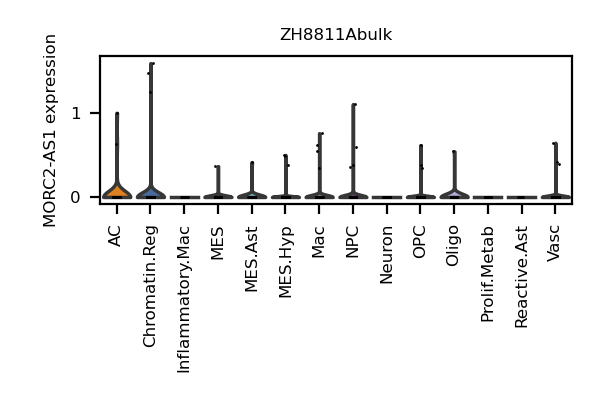 ZH8811Abulk
MORC2-AS1 expression
1
0
AC
Chromatin.Reg
Inflammatory.Mac
MES
MES.Ast
MES.Hyp
Mac
NPC
Neuron
OPC
Oligo
Prolif.Metab
Reactive.Ast
Vasc